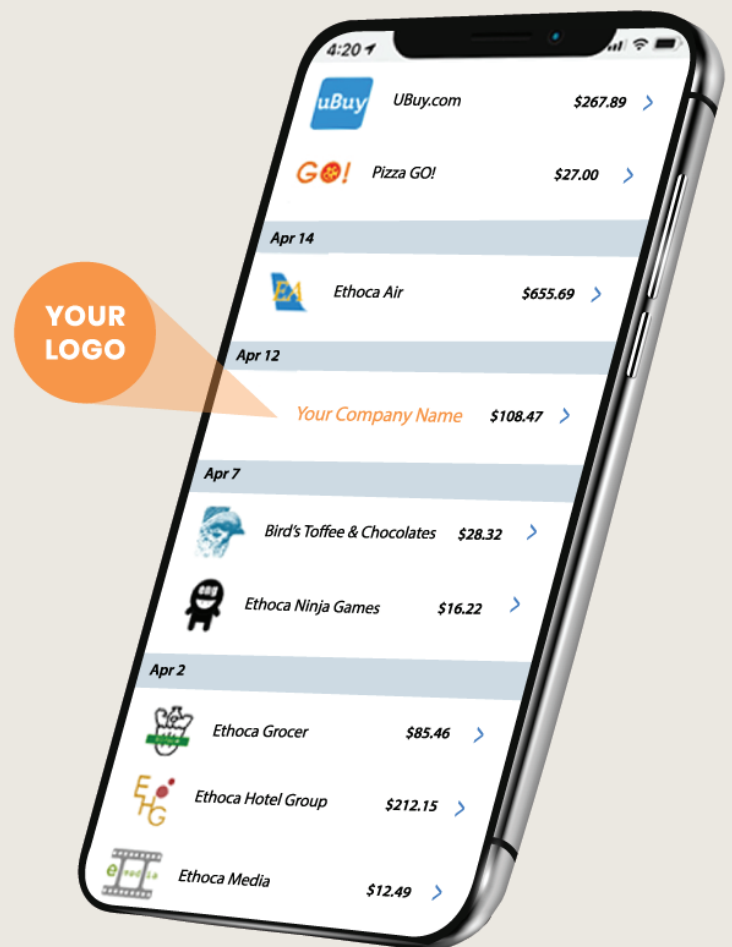 4:20
uBuy UBuy.com $267.89
GO! Pizza GO! $27.00
Apr 14
EA Ethoca Air $655.69
YOUR
LOGO
Apr 12
Your Company Name $108.47
Apr 7
Bird's Toffee & Chocolates $28.32
Ethoca Ninja Games $16.22
Apr 2
Ethoca Grocer $85.46
EHG Ethoca Hotel Group $212.15
e media Ethoca Media $12.49